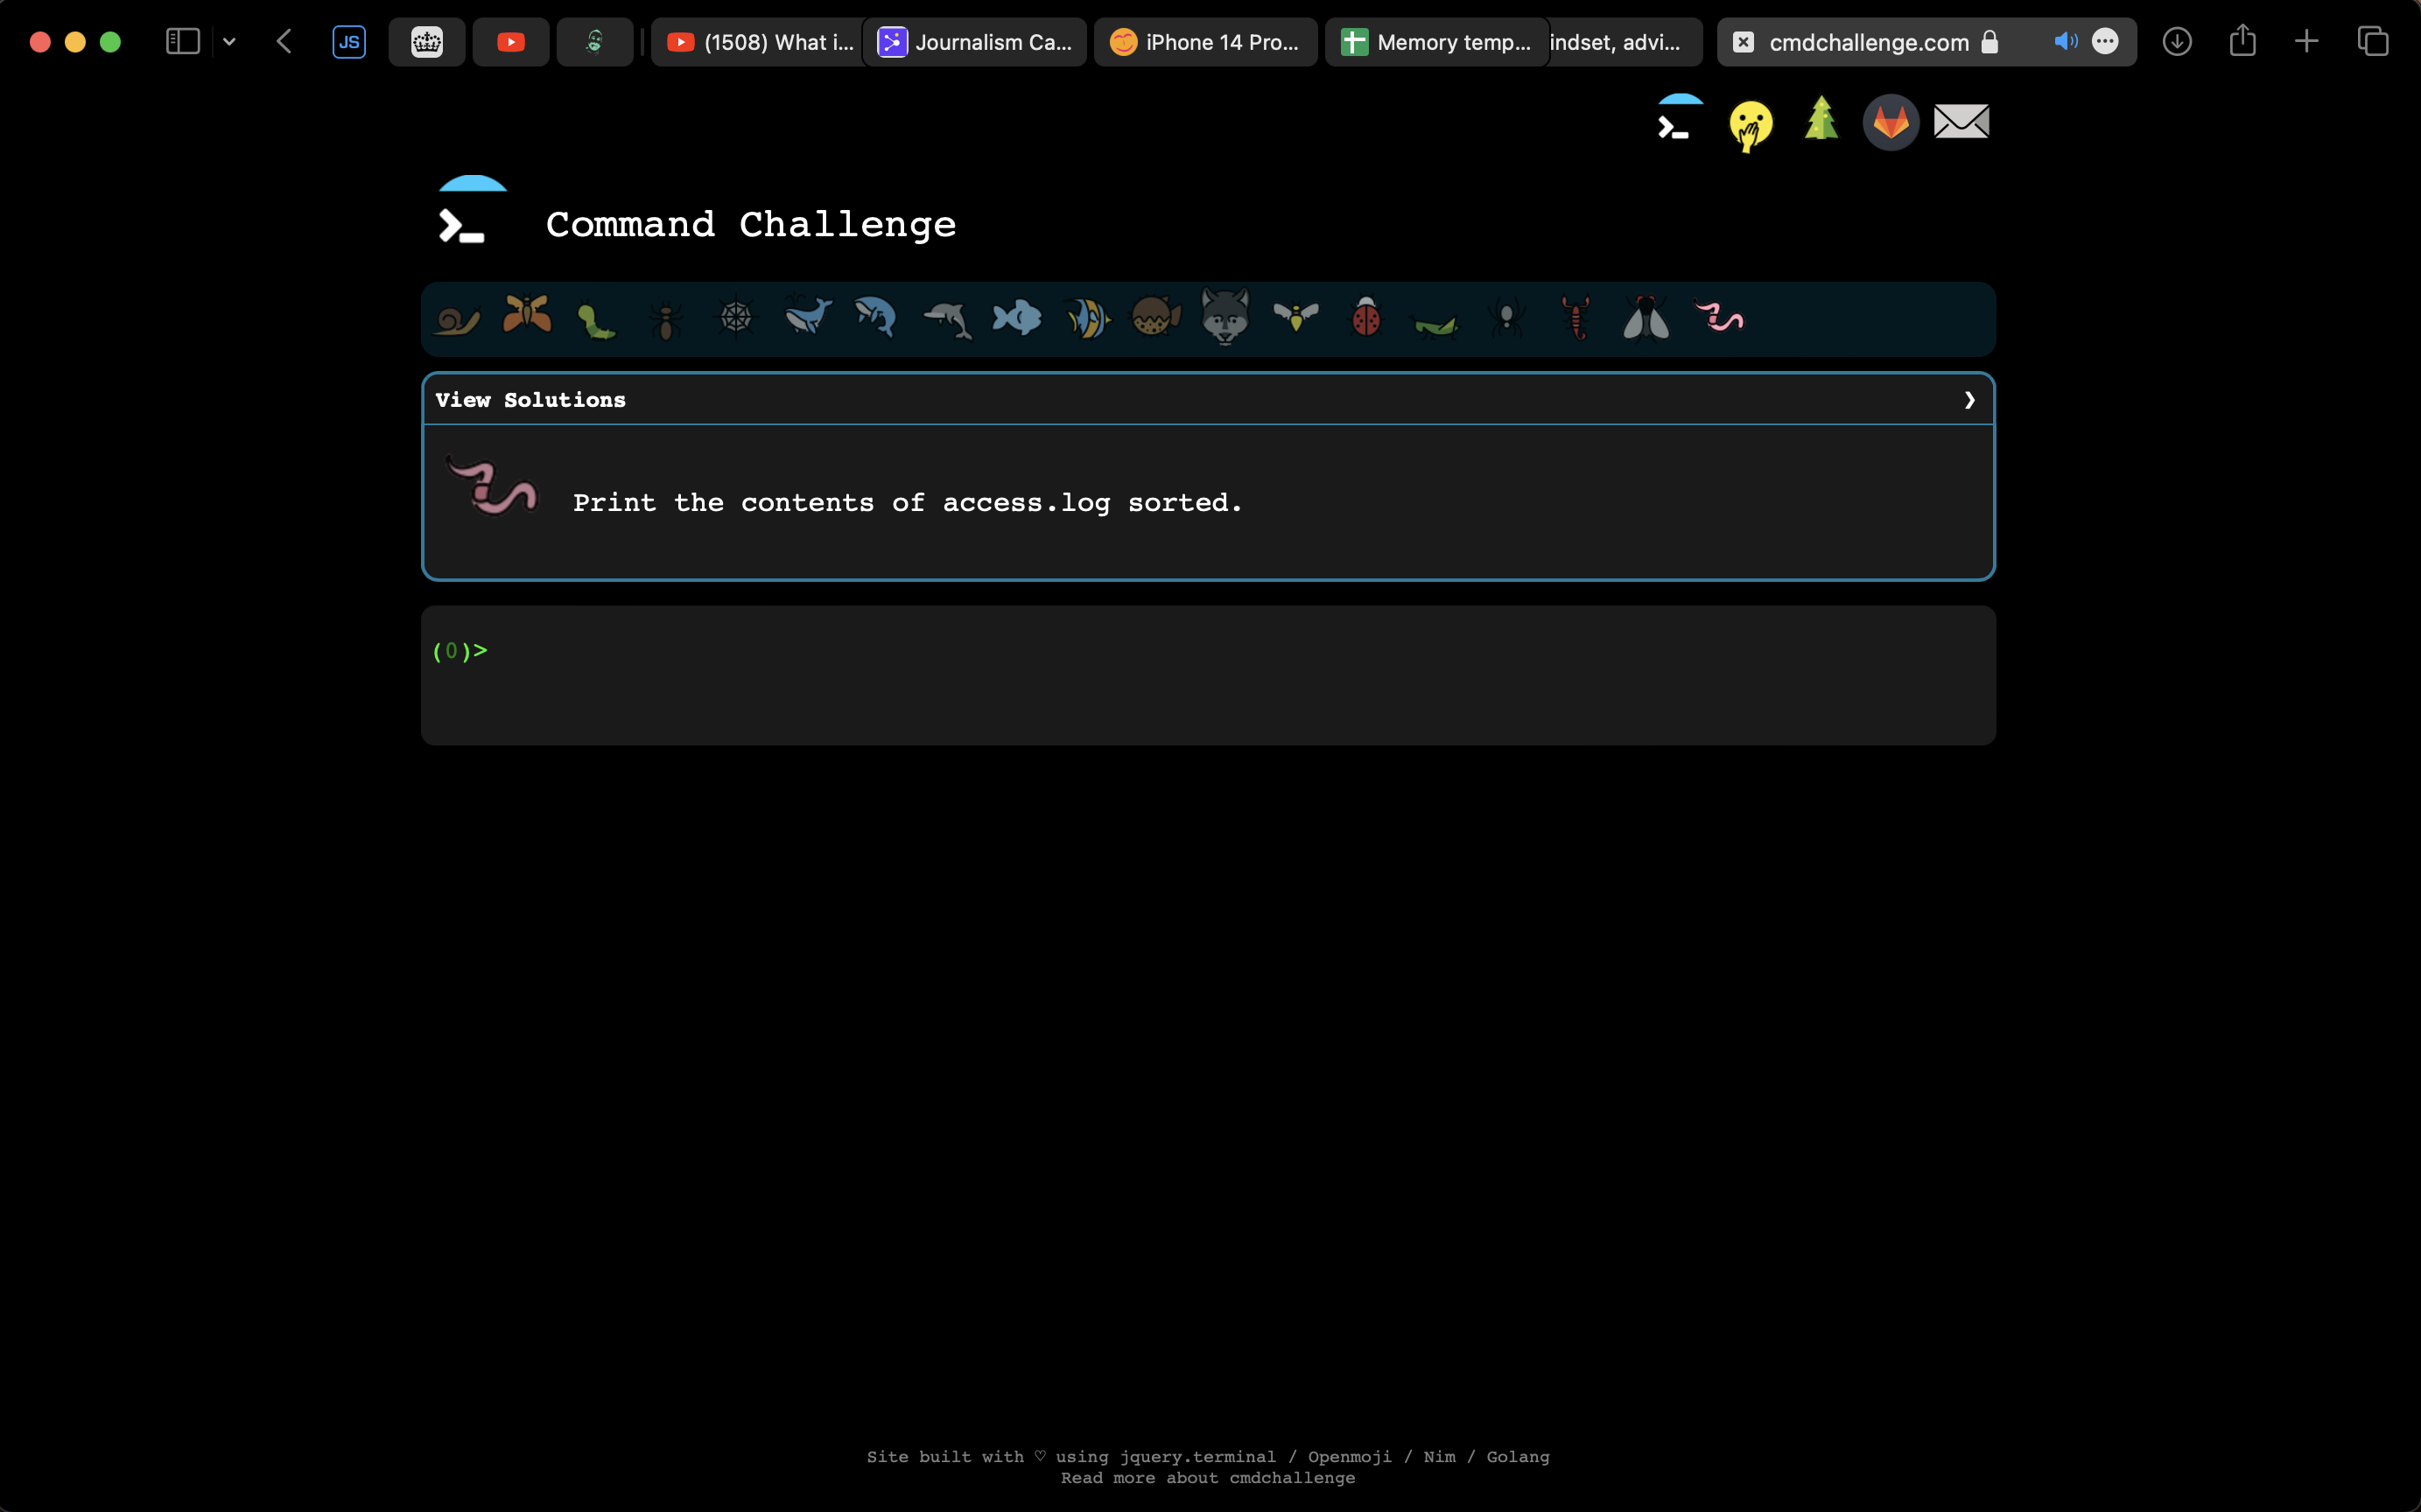 JS
(1508) What i...
Journalism Ca...
iPhone 14 Pro...
Memory temp...
indset, advi...
cmdchallenge.com
Command Challenge
View Solutions
Print the contents of access.log sorted.
(0)>
Site built with ♡ using jquery.terminal / Openmoji / Nim / Golang
Read more about cmdchallenge